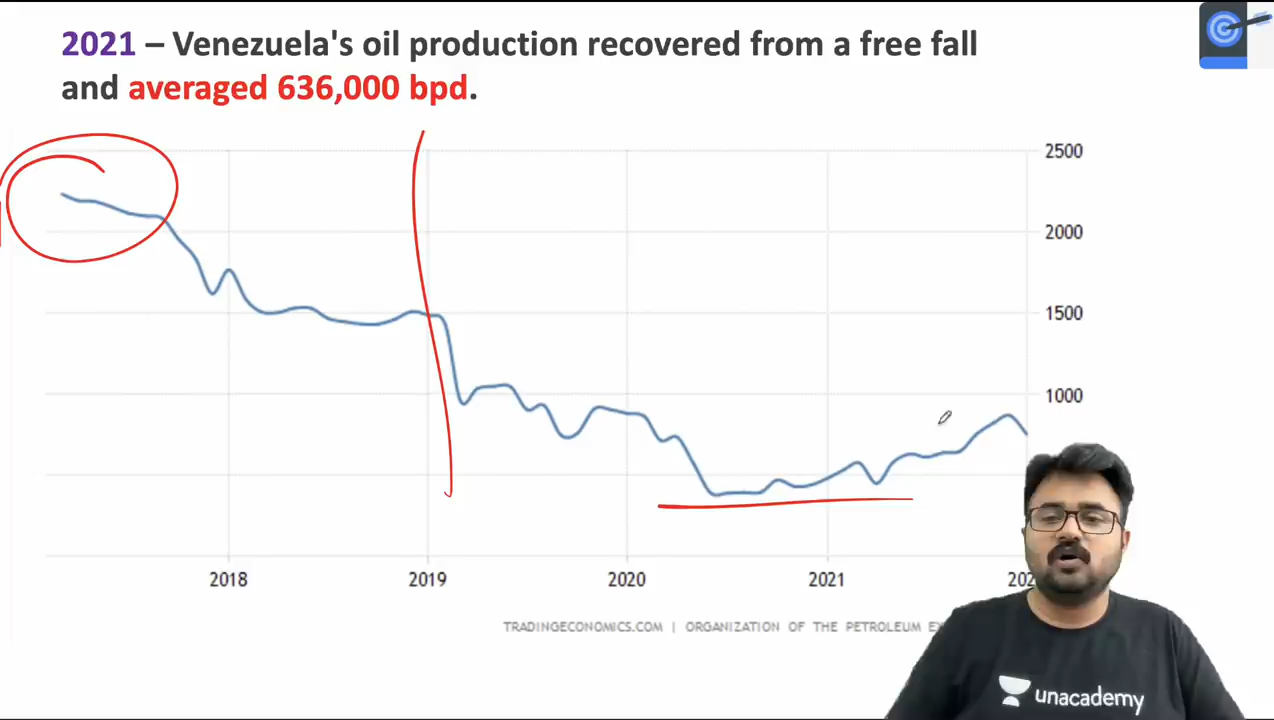 2021 – Venezuela's oil production recovered from a free fall
and averaged 636,000 bpd.
2500
2000
1500
1000
2018 2019 2020 2021
TRADINGECONOMICS.COM | ORGANIZATION OF THE PETROLEUM
unacademy